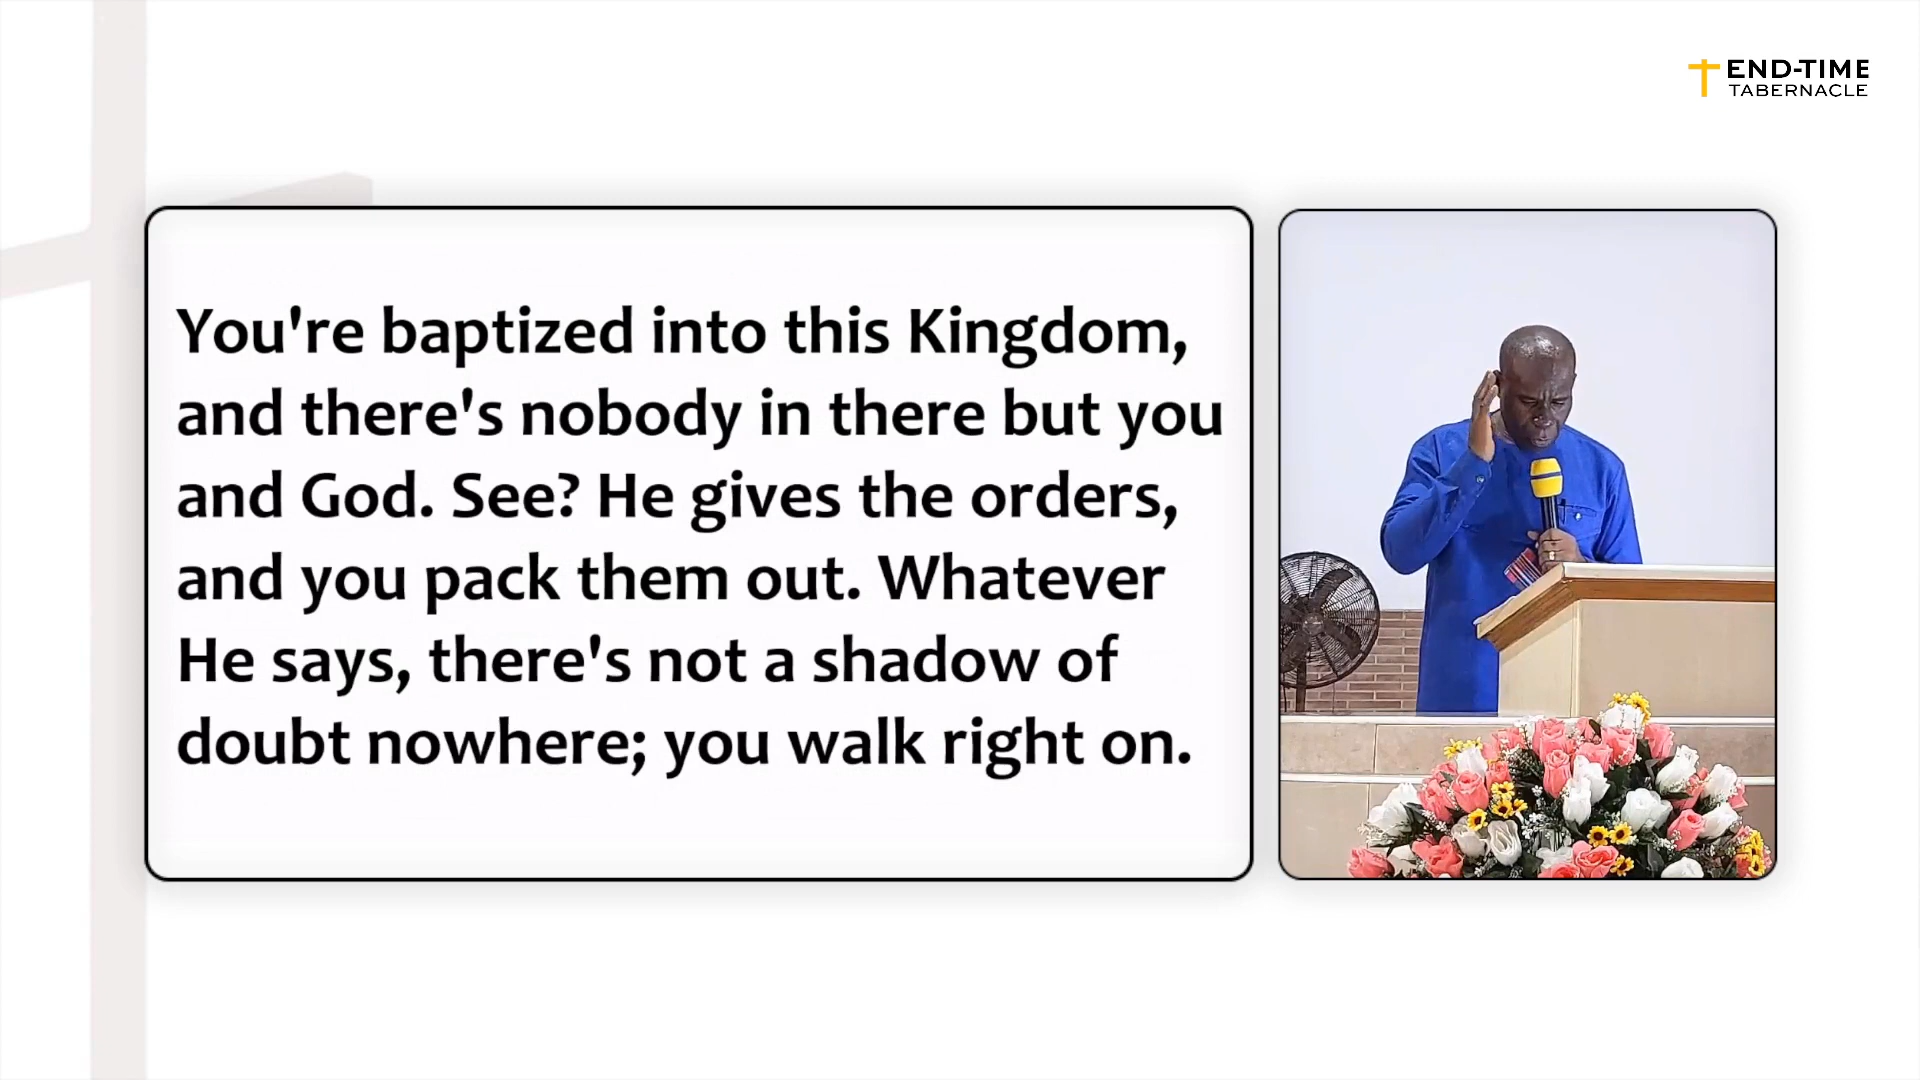 END-TIME
TABERNACLE
You're baptized into this Kingdom,
and there's nobody in there but you
and God. See? He gives the orders,
and you pack them out. Whatever
He says, there's not a shadow of
doubt nowhere; you walk right on.